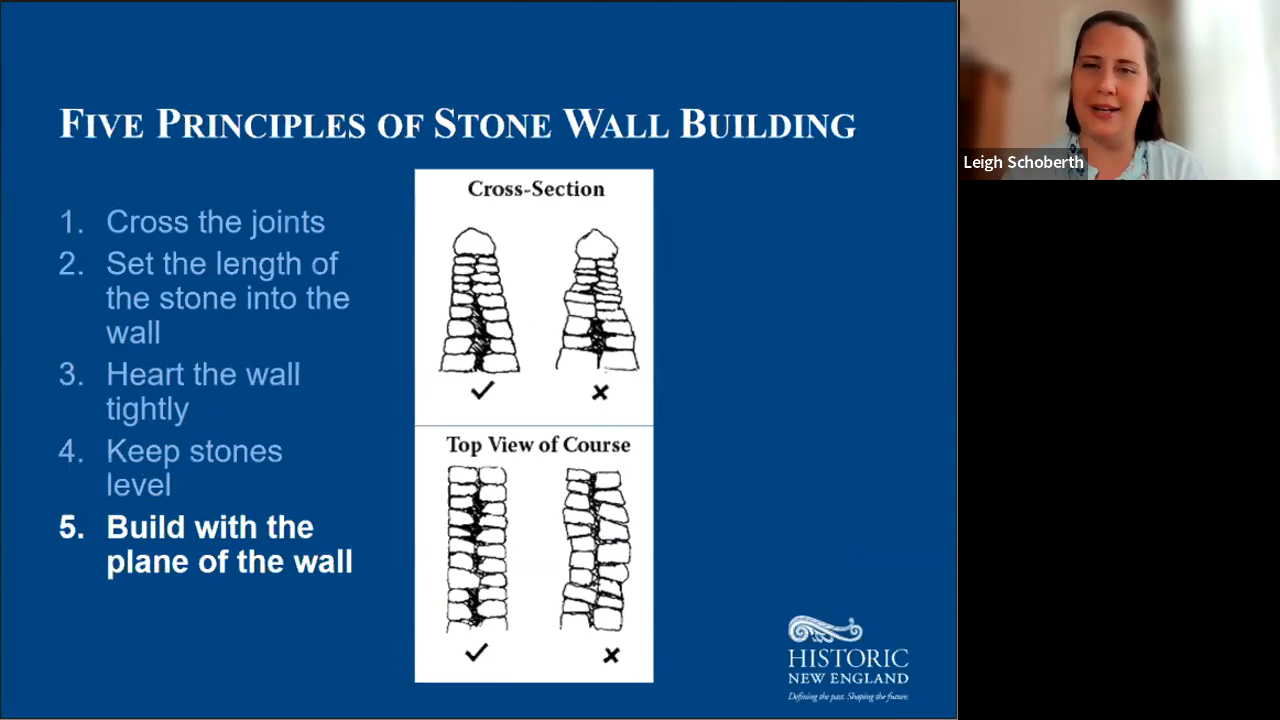 FIVE PRINCIPLES OF STONE WALL BUILDING
1. Cross the joints
2. Set the length of
the stone into the
wall
3. Heart the wall
tightly
4. Keep stones
level
5. Build with the
plane of the wall
Cross-Section
Top View of Course
HISTORIC
NEW ENGLAND
Defining the past. Shaping the future.
Leigh Schoberth